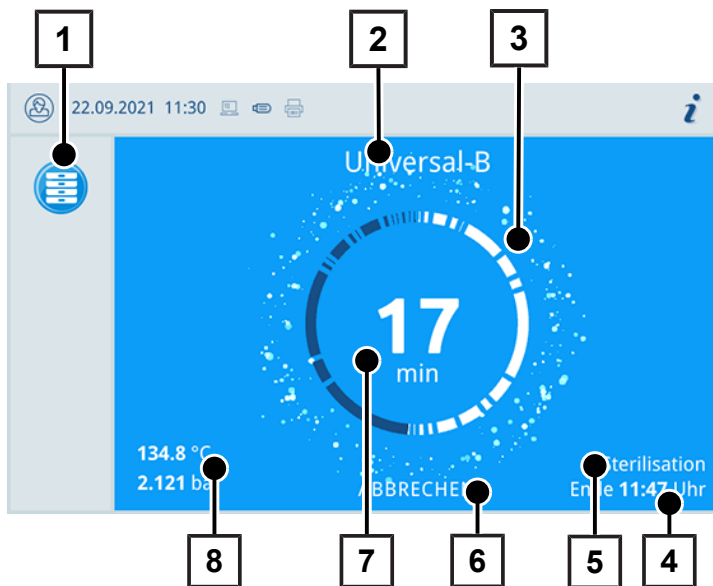 1
2
3
22.09.2021 11:30
i
Universal-B
17
min
134.8 °C
2.121 ba
Sterilisation
ABBRECHEN
Ende 11:47 Uhr
8
7
6
5
4